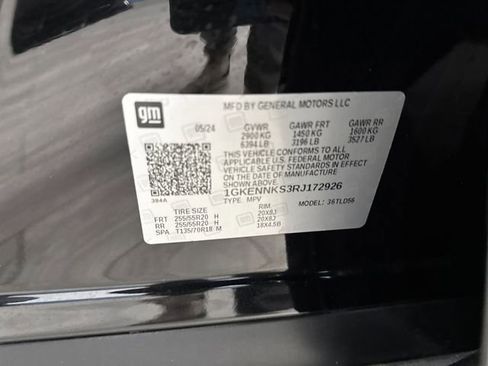 gm
MFD BY GENERAL MOTORS LLC
05/24 GVWR GAWR FRT GAWR RR
2900 KG 1450 KG 1600 KG
6394 LB 3196 LB 3527 LB
THIS VEHICLE CONFORMS TO ALL
APPLICABLE U.S. FEDERAL MOTOR
VEHICLE SAFETY STANDARDS IN EFFECT
ON THE DATE OF MANUFACTURE
SHOWN ABOVE.
1GKENNKS3RJ172926
TYPE: MPV MODEL: 36TLD56
394A
TIRE SIZE RIM
FRT 255/55R20 H 20X8J
RR 255/55R20 H 20X8J
SPA T135/70R18 M 18X4.5B